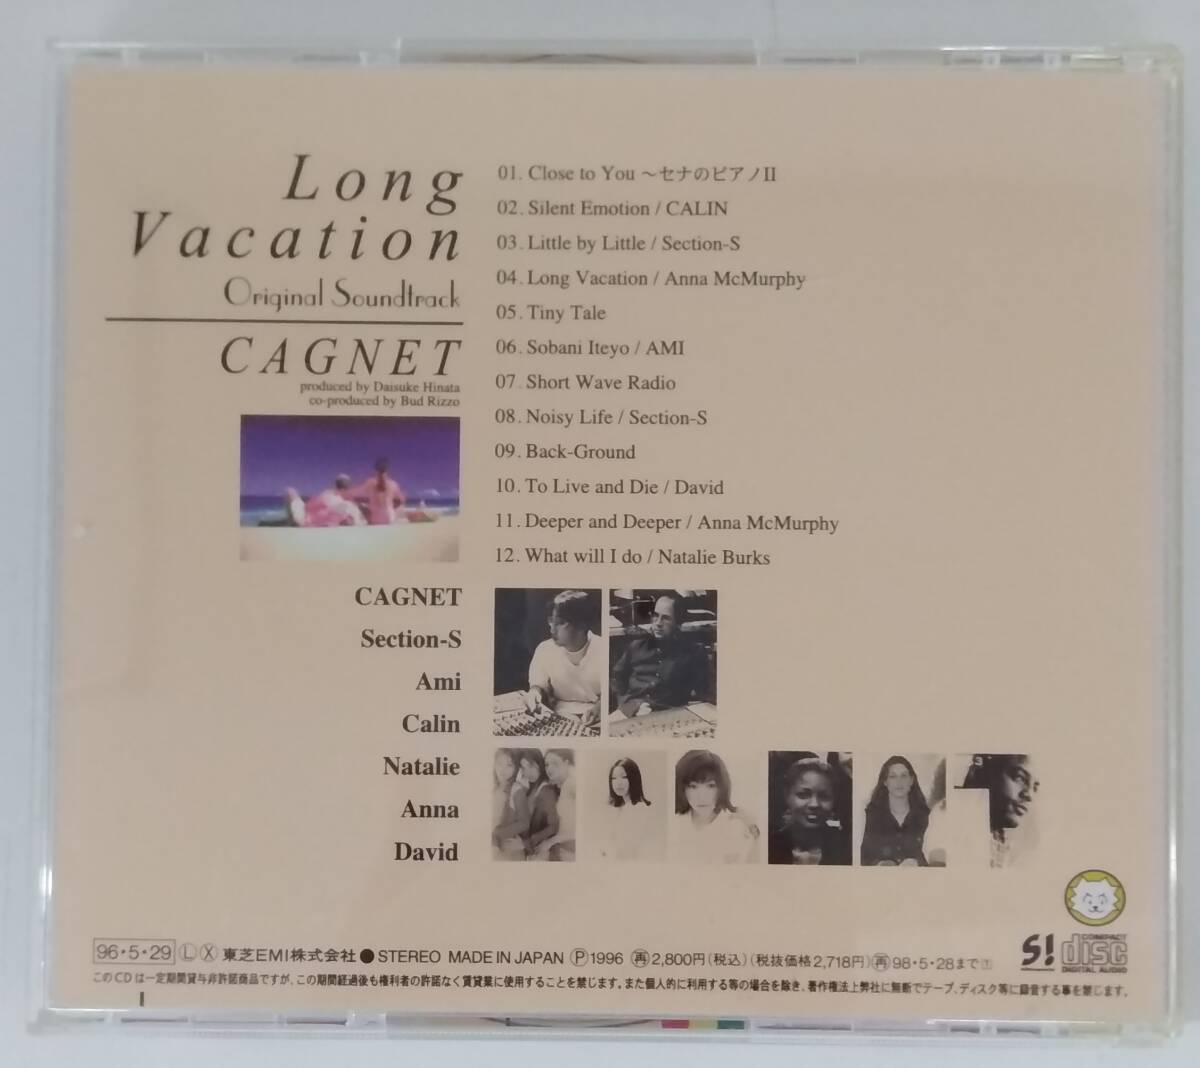 Long
Vacation
Original Soundtrack
CAGNET
produced by Daisuke Hinata
co-produced by Bud Rizzo
01. Close to You ～セナのピアノII
02. Silent Emotion / CALIN
03. Little by Little / Section-S
04. Long Vacation / Anna McMurphy
05. Tiny Tale
06. Sobani Iteyo / AMI
07. Short Wave Radio
08. Noisy Life / Section-S
09. Back-Ground
10. To Live and Die / David
11. Deeper and Deeper / Anna McMurphy
12. What will I do / Natalie Burks
CAGNET
Section-S
Ami
Calin
Natalie
Anna
David
S! COMPACT disc DIGITAL AUDIO
96・5・29 Ⓛ Ⓧ 東芝EMI株式会社 ● STEREO MADE IN JAPAN Ⓟ1996 ㊢2,800円(税込)(税抜価格2,718円)㊢98・5・28まで
このCDは一定期間貸与非許諾商品ですが、この期間経過後も権利者の許諾なく賃貸業に使用することを禁じます。また個人的に利用する等の場合を除き、著作権法上弊社に無断でテープ、ディスク等に録音する事を禁じます。